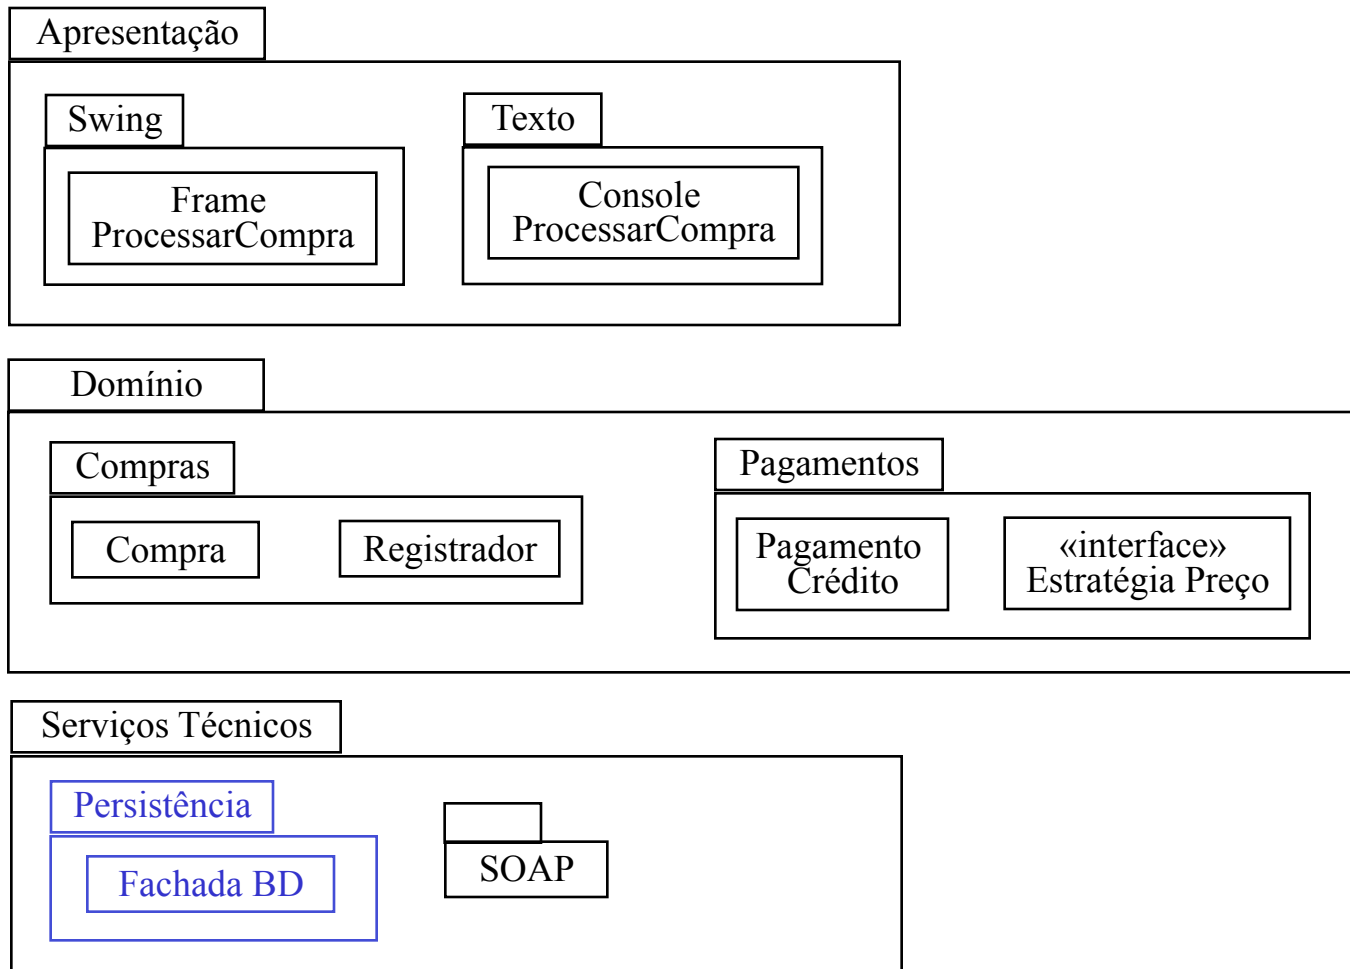 Apresentação
Swing
Texto
Frame
ProcessarCompra
Console
ProcessarCompra
Domínio
Compras
Pagamentos
Compra
Registrador
Pagamento
Crédito
«interface»
Estratégia Preço
Serviços Técnicos
Persistência
Fachada BD
SOAP